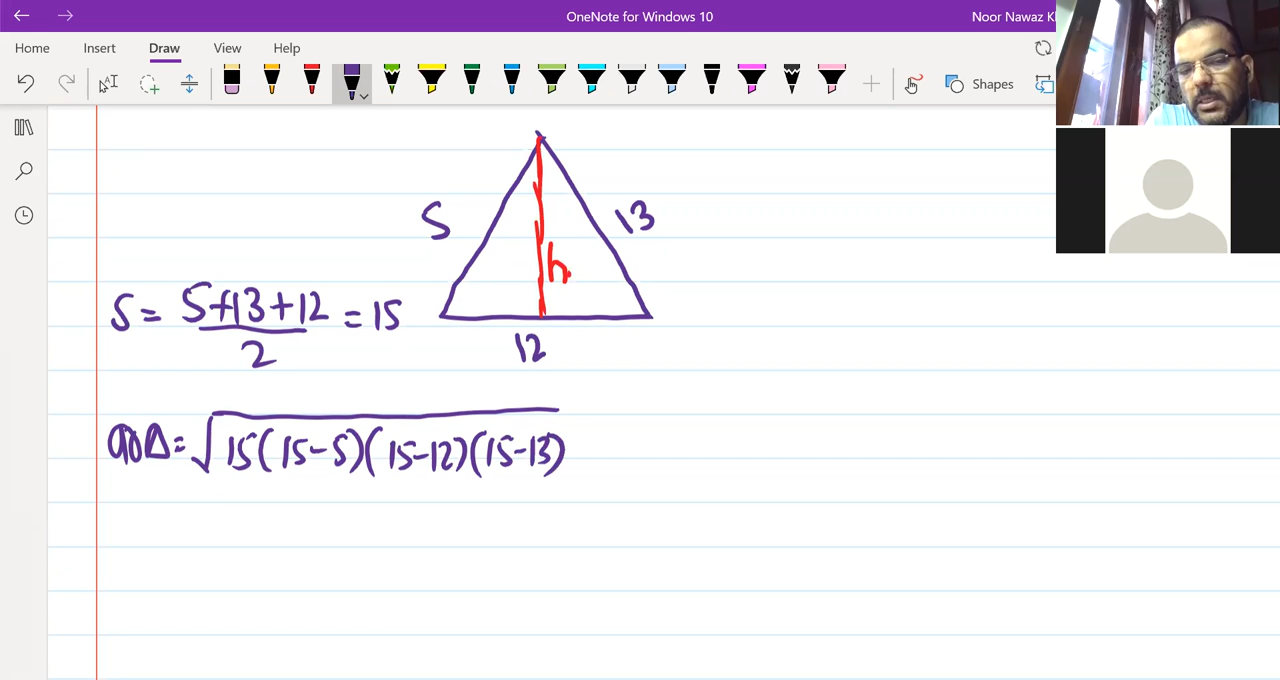 OneNote for Windows 10
Noor Nawaz Kh
Home Insert Draw View Help
Shapes
5
13
h
12
S = 5+13+12 / 2 = 15
√15(15-5)(15-12)(15-13)